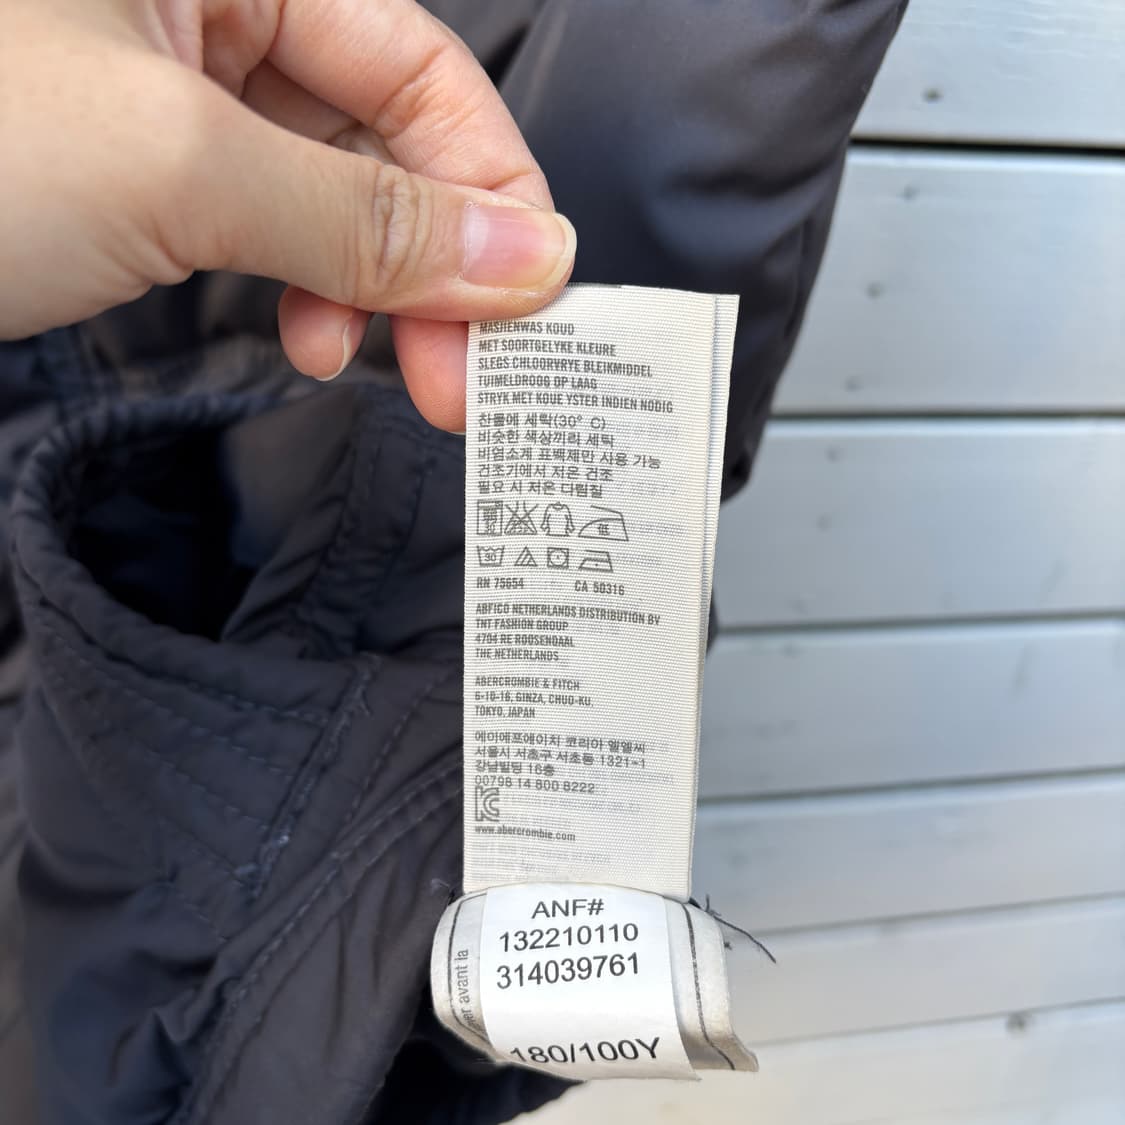 MASJIENWAS KOUD
MET SOORTGELYKE KLEURE
SLEGS CHLOORVRYE BLEIKMIDDEL
TUIMELDROOG OP LAAG
STRYK MET KOUE YSTER INDIEN NODIG
찬물에 세탁(30° C)
비슷한 색상끼리 세탁
비염소계 표백제만 사용 가능
건조기에서 저온 건조
필요 시 저온 다림질
30
RN 75654 CA 50316
ABFICO NETHERLANDS DISTRIBUTION BV
TNT FASHION GROUP
4704 RE ROOSENDAAL
THE NETHERLANDS
ABERCROMBIE & FITCH
6-10-16, GINZA, CHUO-KU,
TOKYO, JAPAN
에이에프에이치 코리아 엘엘씨
서울시 서초구 서초동 1321-1
강남빌딩 16층
00798 14 800 8222
www.abercrombie.com
ANF#
132210110
314039761
180/100Y
avant la